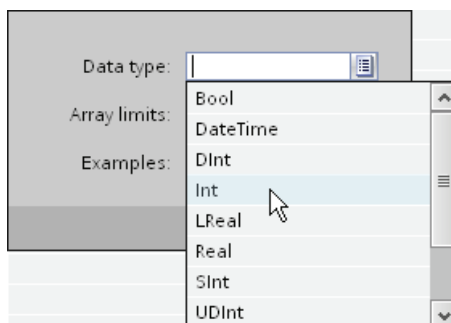 Data type:
Array limits:
Examples:
Bool
DateTime
DInt
Int
LReal
Real
SInt
UDInt